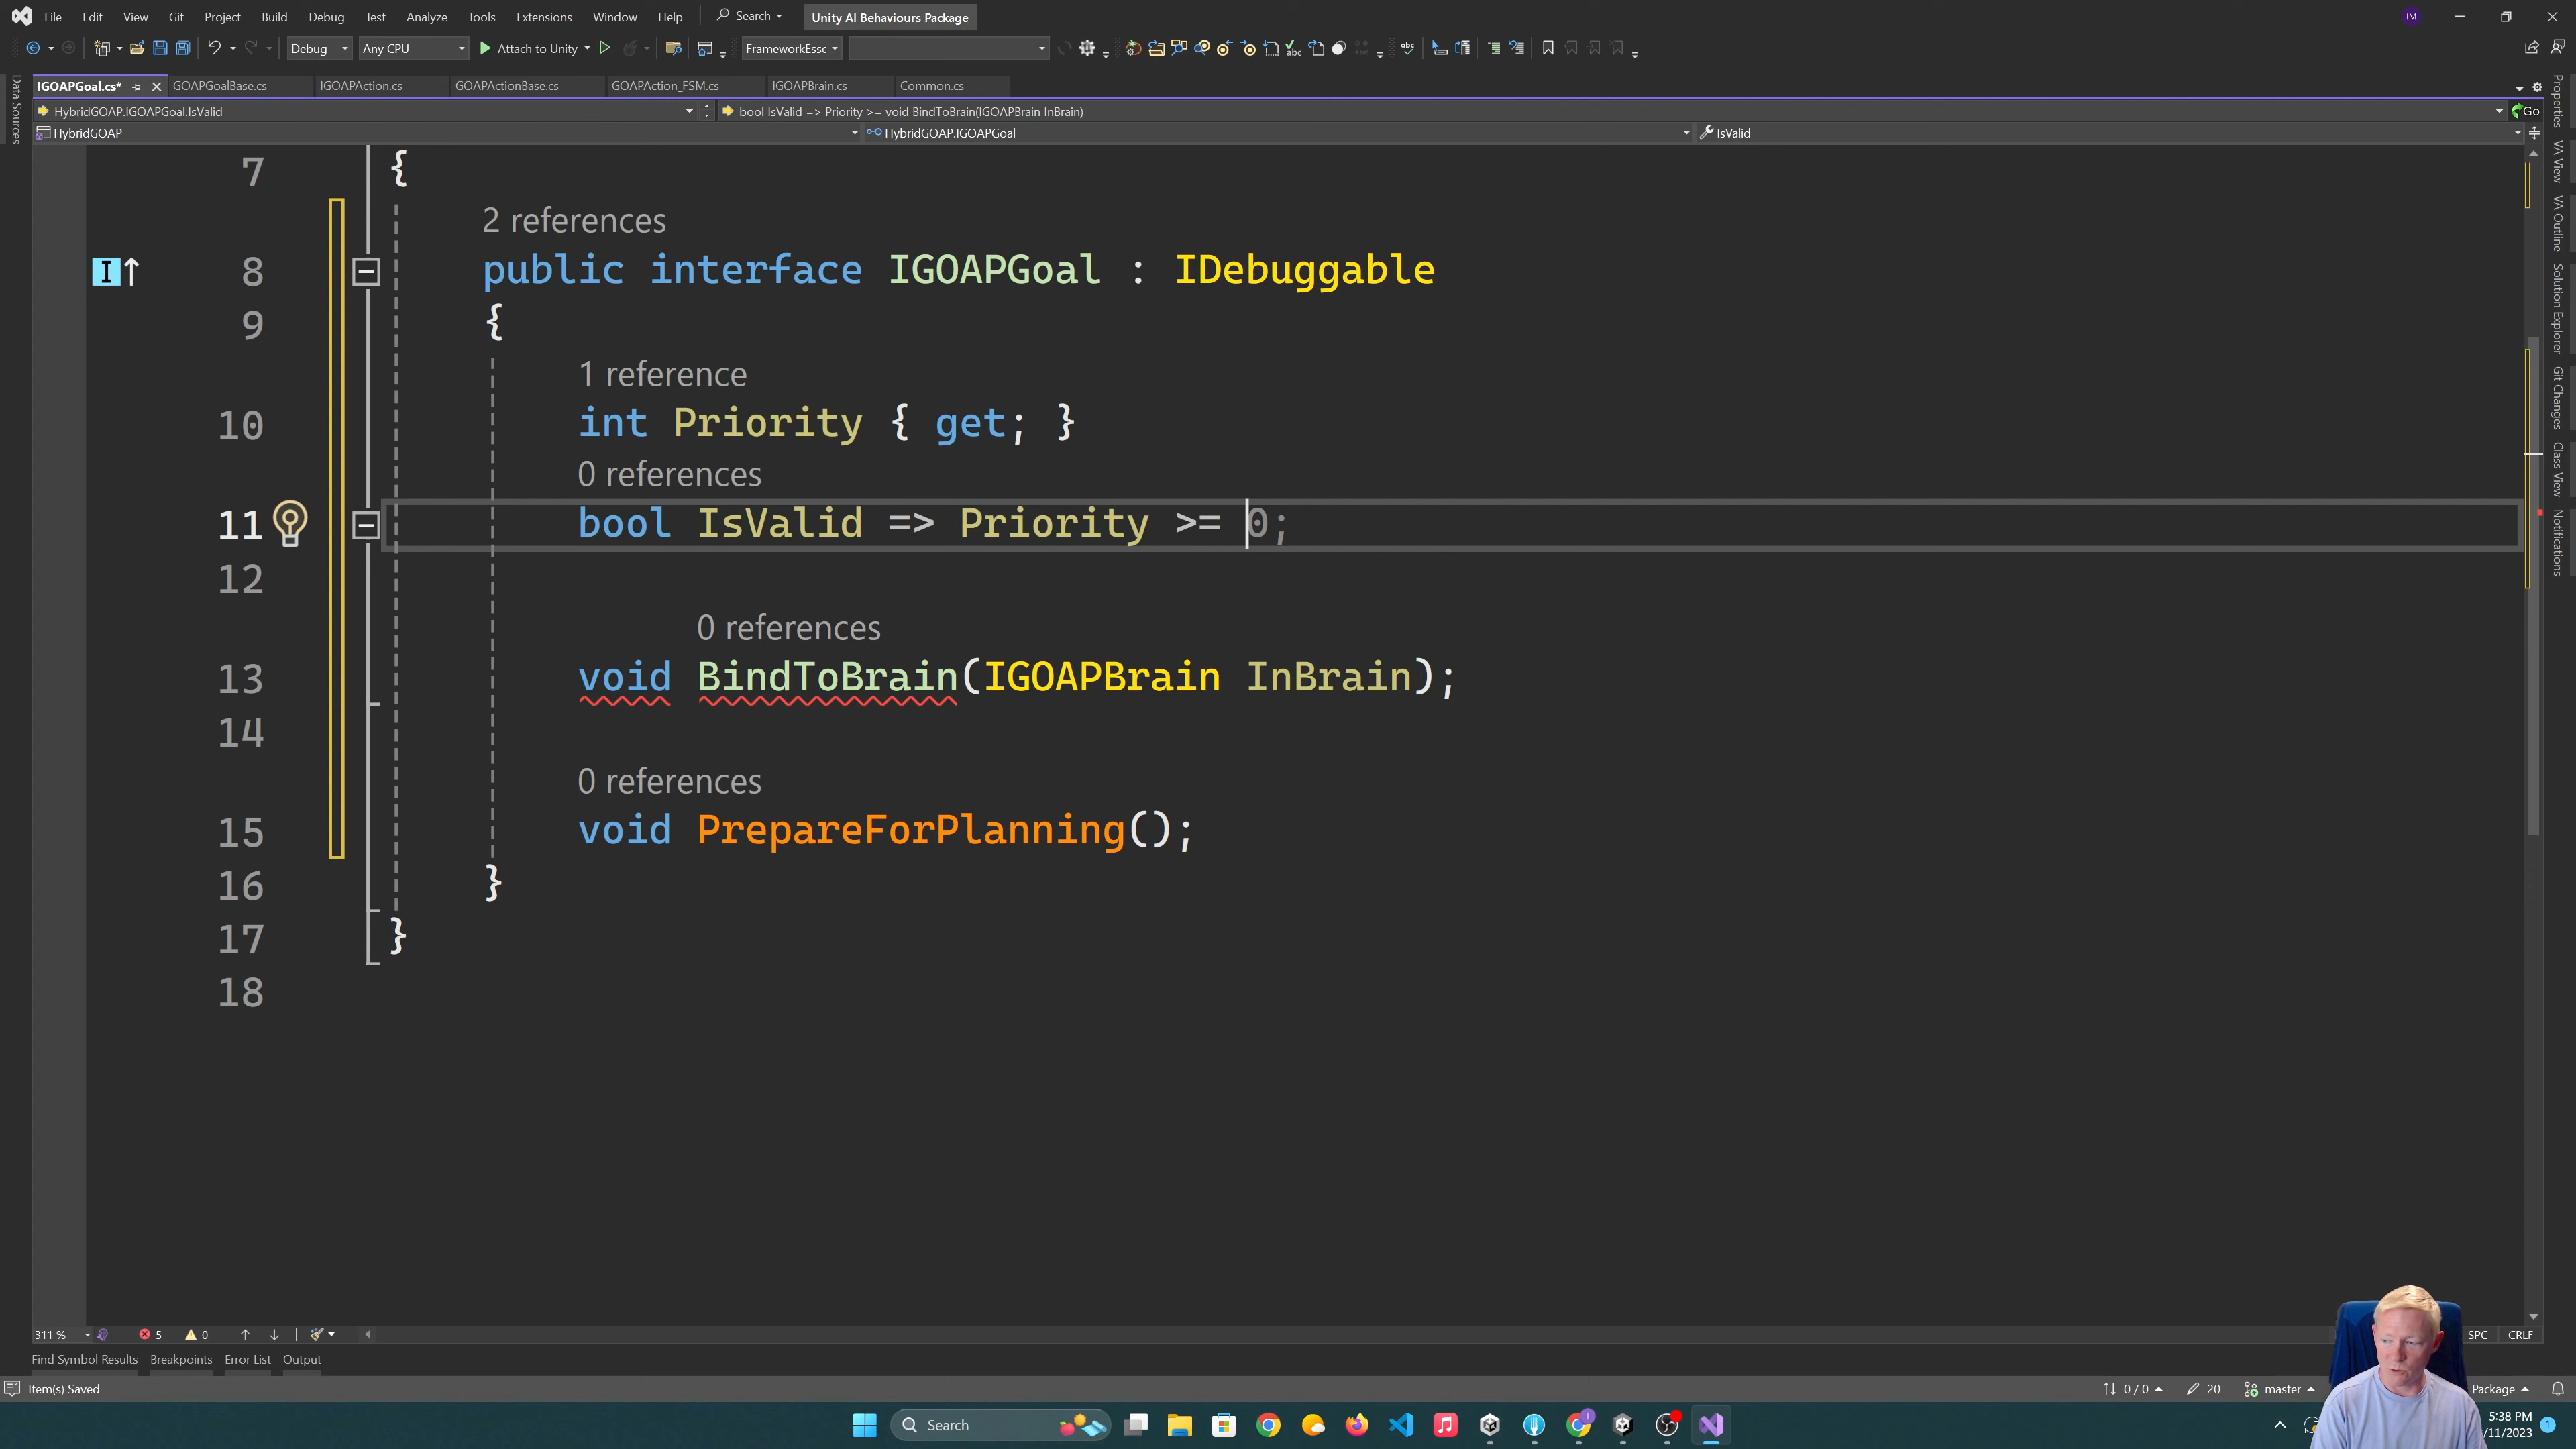 File Edit View Git Project Build Debug Test Analyze Tools Extensions Window Help Search Unity AI Behaviours Package IM
Debug Any CPU Attach to Unity FrameworkEsse
IGOAPGoal.cs* GOAPGoalBase.cs IGOAPAction.cs GOAPActionBase.cs GOAPAction_FSM.cs IGOAPBrain.cs Common.cs
HybridGOAP.IGOAPGoal.IsValid bool IsValid => Priority >= void BindToBrain(IGOAPBrain InBrain) Go
HybridGOAP HybridGOAP.IGOAPGoal IsValid
Data Sources
Properties
VA View
VA Outline
Solution Explorer
Git Changes
Class View
Notifications
7 {
2 references
8 public interface IGOAPGoal : IDebuggable
9 {
1 reference
10 int Priority { get; }
0 references
11 bool IsValid => Priority >= 0;
12
0 references
13 void BindToBrain(IGOAPBrain InBrain);
14
0 references
15 void PrepareForPlanning();
16 }
17 }
18
311 % 5 0 SPC CRLF
Find Symbol Results Breakpoints Error List Output
Item(s) Saved 0 / 0 20 master Package
Search
5:38 PM
/11/2023 1